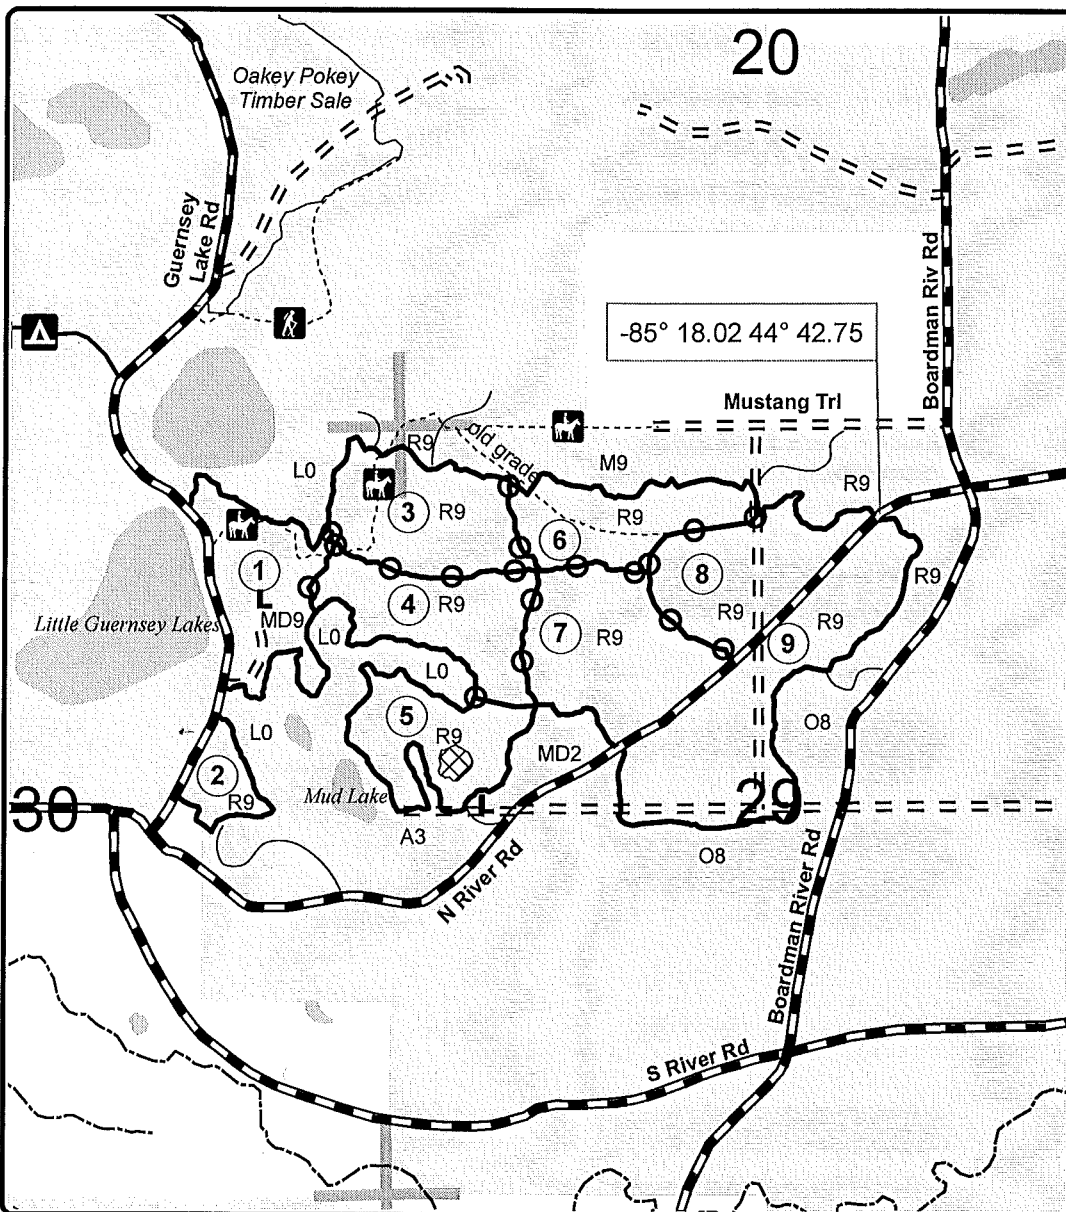 20
Oakey Pokey
Timber Sale
Guernsey
Lake Rd
Boardman Riv Rd
-85° 18.02 44° 42.75
Mustang Trl
old grade
R9
M9
L0
R9
R9
3
R9
6
1
L
MD9
8
R9
R9
4
R9
L0
Little Guernsey Lakes
7
R9
9
R9
L0
5
R9
O8
L0
MD2
2
R9
Mud Lake
30
29
L
A3
O8
N River Rd
Boardman River Rd
S River Rd